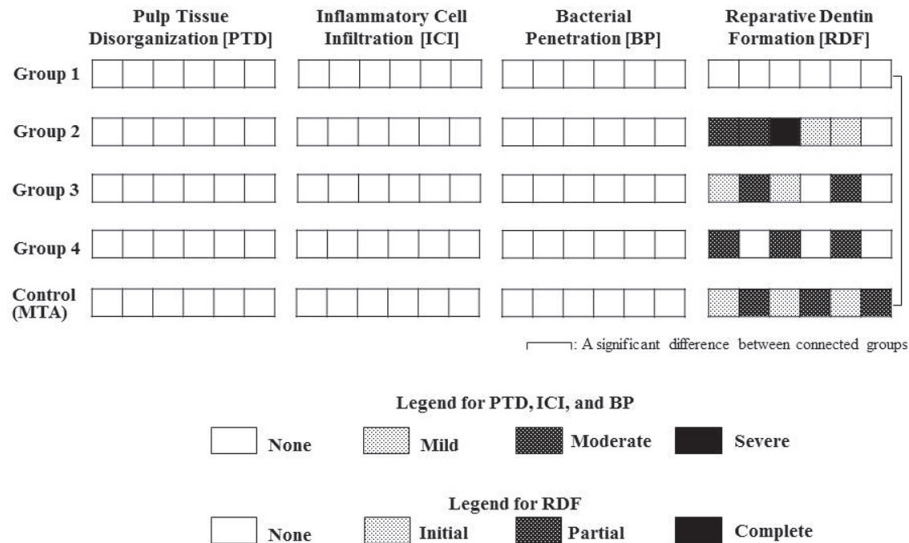 Pulp Tissue
Disorganization [PTD]
Inflammatory Cell
Infiltration [ICI]
Bacterial
Penetration [BP]
Reparative Dentin
Formation [RDF]
Group 1
Group 2
Group 3
Group 4
Control
(MTA)
: A significant difference between connected groups
Legend for PTD, ICI, and BP
None Mild Moderate Severe
Legend for RDF
None Initial Partial Complete